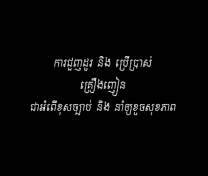 ការជួញដូរ និង ប្រើប្រាស់
គ្រឿងញៀន
ជាអំពើខុសច្បាប់ និង នាំឲ្យខូចសុខភាព